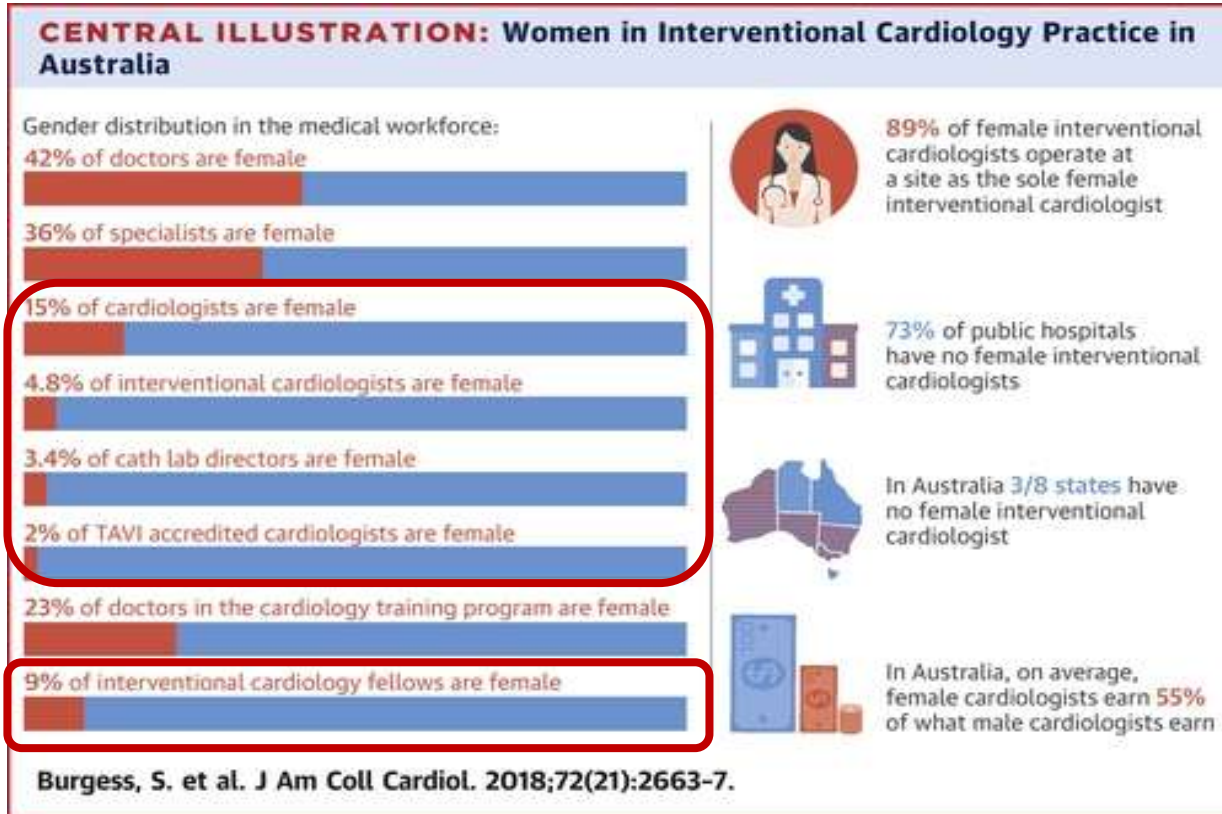 CENTRAL ILLUSTRATION: Women in Interventional Cardiology Practice in
Australia
Gender distribution in the medical workforce:
42% of doctors are female
36% of specialists are female
15% of cardiologists are female
4.8% of interventional cardiologists are female
3.4% of cath lab directors are female
2% of TAVI accredited cardiologists are female
23% of doctors in the cardiology training program are female
9% of interventional cardiology fellows are female
89% of female interventional
cardiologists operate at
a site as the sole female
interventional cardiologist
73% of public hospitals
have no female interventional
cardiologists
In Australia 3/8 states have
no female interventional
cardiologist
100
In Australia, on average,
female cardiologists earn 55%
of what male cardiologists earn
Burgess, S. et al. J Am Coll Cardiol. 2018;72(21):2663-7.